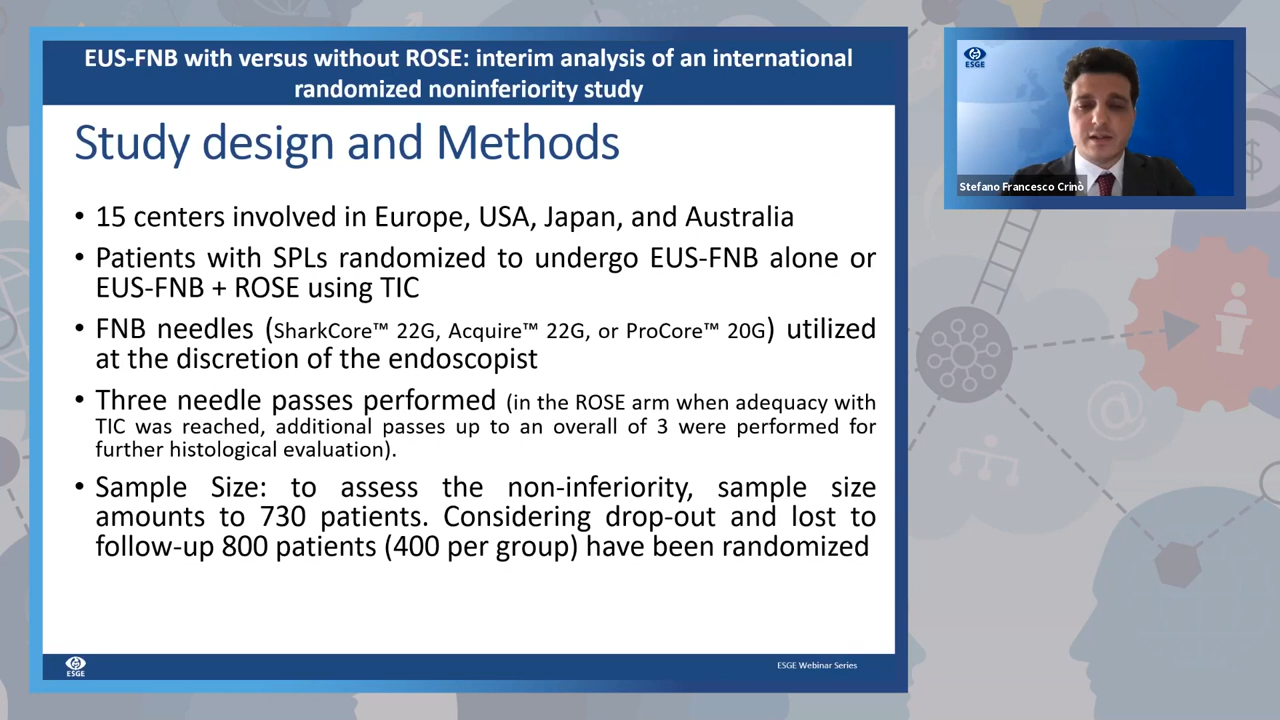 EUS-FNB with versus without ROSE: interim analysis of an international
randomized noninferiority study
Study design and Methods
• 15 centers involved in Europe, USA, Japan, and Australia
• Patients with SPLs randomized to undergo EUS-FNB alone or
EUS-FNB + ROSE using TIC
• FNB needles (SharkCore™ 22G, Acquire™ 22G, or ProCore™ 20G) utilized
at the discretion of the endoscopist
• Three needle passes performed (in the ROSE arm when adequacy with
TIC was reached, additional passes up to an overall of 3 were performed for
further histological evaluation).
• Sample Size: to assess the non-inferiority, sample size
amounts to 730 patients. Considering drop-out and lost to
follow-up 800 patients (400 per group) have been randomized
ESGE
ESGE Webinar Series
ESGE
Stefano Francesco Crinò